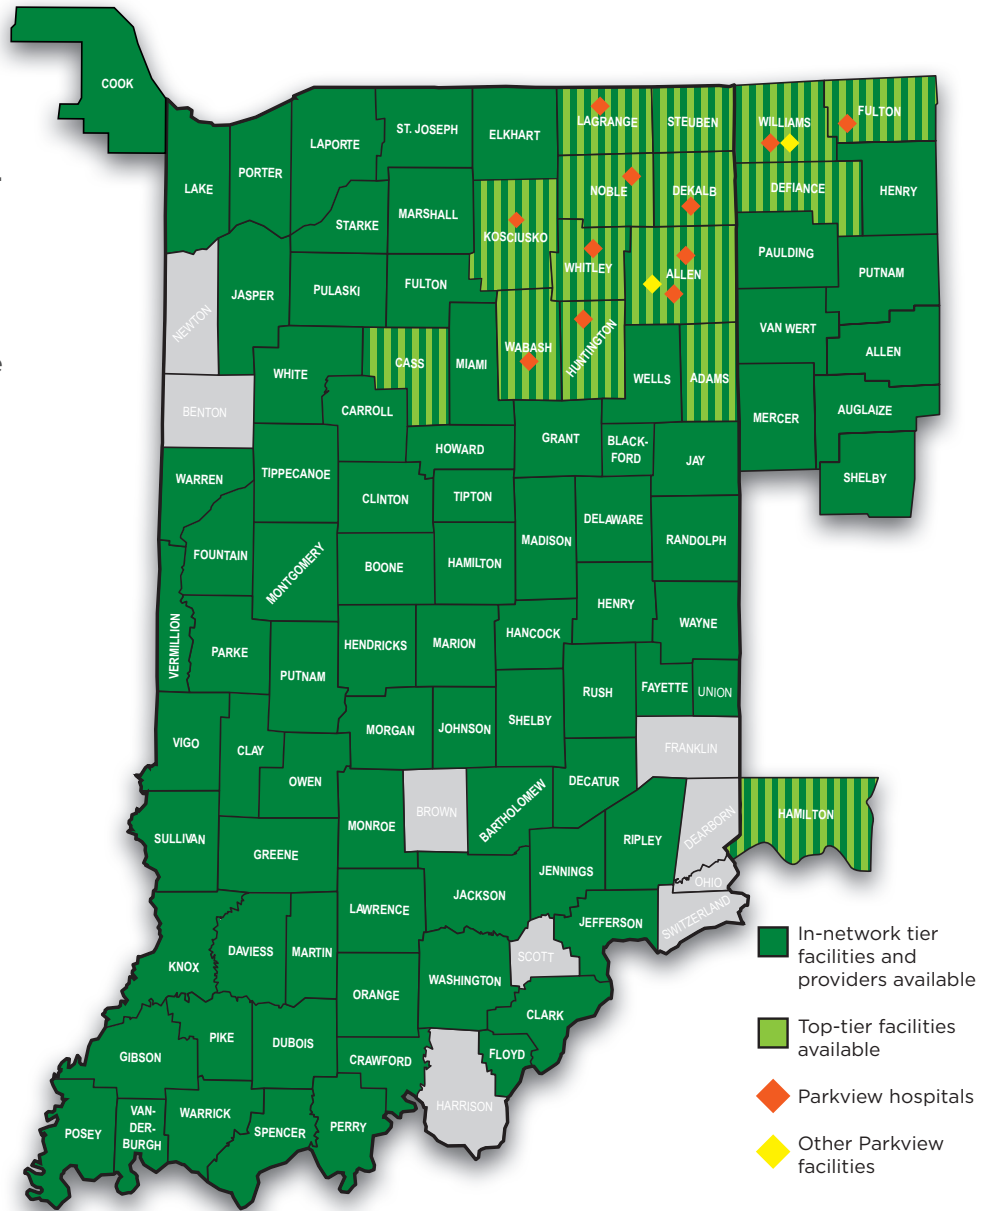 COOK
LAKE
PORTER
LAPORTE
ST. JOSEPH
ELKHART
LAGRANGE
STEUBEN
WILLIAMS
FULTON
STARKE
MARSHALL
KOSCIUSKO
NOBLE
DEKALB
DEFIANCE
HENRY
NEWTON
JASPER
PULASKI
FULTON
WHITLEY
ALLEN
PAULDING
PUTNAM
BENTON
WHITE
CASS
MIAMI
WABASH
HUNTINGTON
WELLS
ADAMS
VAN WERT
ALLEN
CARROLL
MERCER
AUGLAIZE
WARREN
TIPPECANOE
HOWARD
GRANT
BLACK-
FORD
JAY
SHELBY
CLINTON
TIPTON
MADISON
DELAWARE
RANDOLPH
FOUNTAIN
MONTGOMERY
BOONE
HAMILTON
HENRY
WAYNE
VERMILLION
PARKE
PUTNAM
HENDRICKS
MARION
HANCOCK
RUSH
FAYETTE
UNION
VIGO
CLAY
OWEN
MORGAN
JOHNSON
SHELBY
FRANKLIN
DECATUR
SULLIVAN
GREENE
MONROE
BROWN
BARTHOLOMEW
RIPLEY
DEARBORN
HAMILTON
JENNINGS
OHIO
SWITZERLAND
KNOX
DAVIESS
MARTIN
LAWRENCE
JACKSON
JEFFERSON
SCOTT
ORANGE
WASHINGTON
CLARK
GIBSON
PIKE
DUBOIS
CRAWFORD
FLOYD
HARRISON
POSEY
VAN-
DER-
BURGH
WARRICK
SPENCER
PERRY
In-network tier
facilities and
providers available
Top-tier facilities
available
Parkview hospitals
Other Parkview
facilities